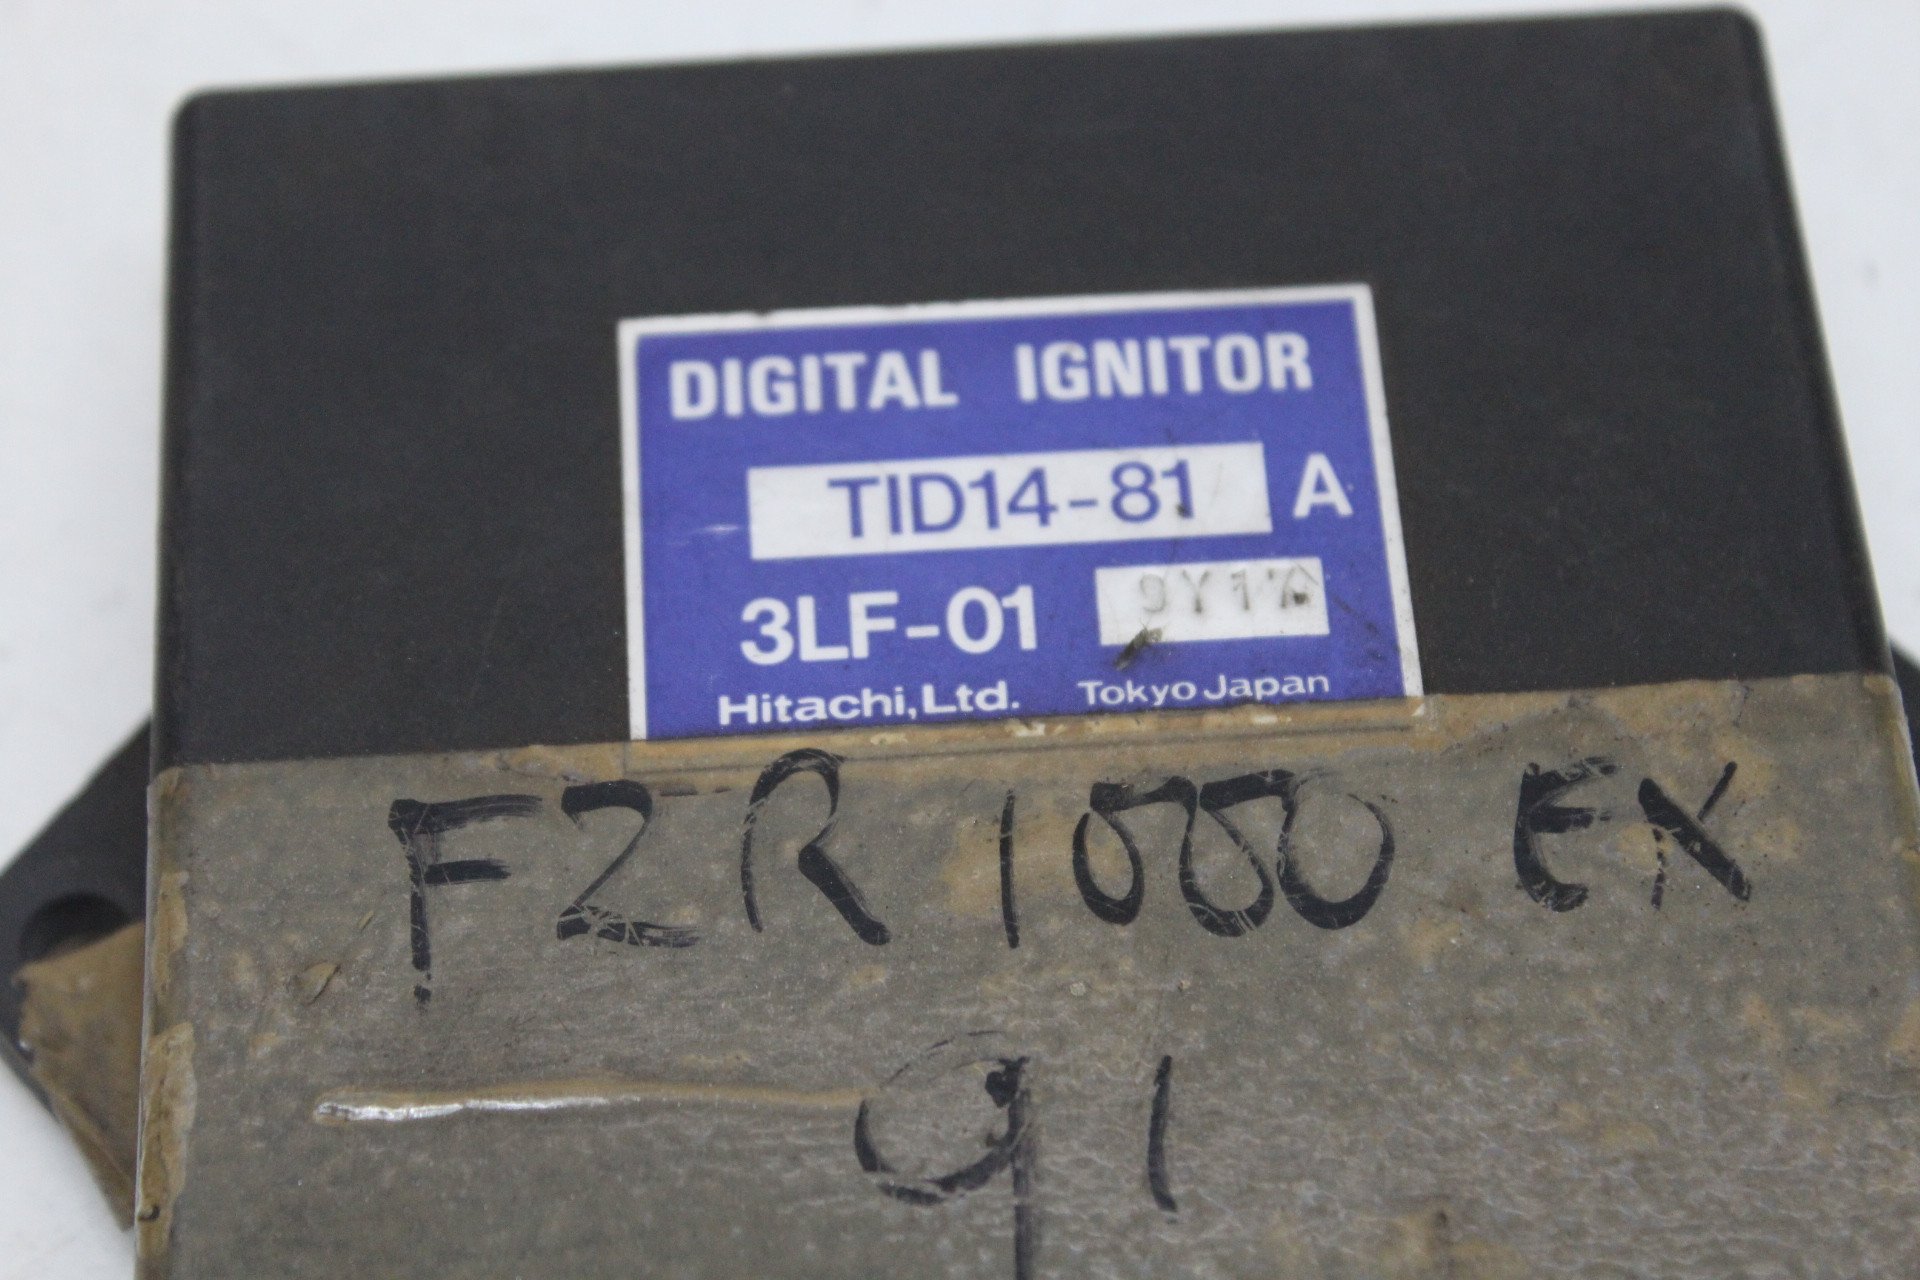 DIGITAL IGNITOR
TID14-81 A
3LF-01
Hitachi,Ltd. Tokyo Japan
FZR 1000 EX
91